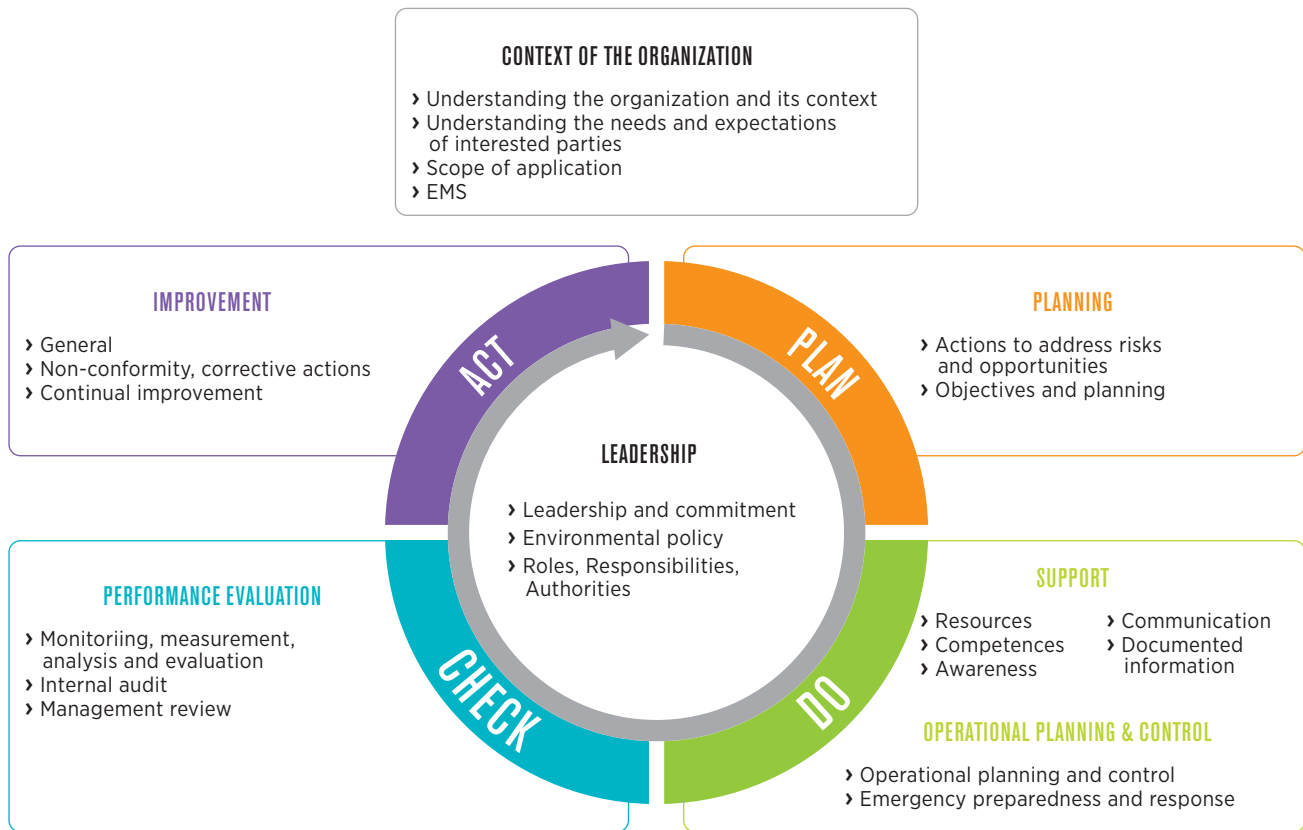 CONTEXT OF THE ORGANIZATION
› Understanding the organization and its context
› Understanding the needs and expectations
of interested parties
› Scope of application
› EMS
IMPROVEMENT
› General
› Non-conformity, corrective actions
› Continual improvement
ACT
PLAN
PLANNING
› Actions to address risks
and opportunities
› Objectives and planning
LEADERSHIP
› Leadership and commitment
› Environmental policy
› Roles, Responsibilities,
Authorities
PERFORMANCE EVALUATION
› Monitoriing, measurement,
analysis and evaluation
› Internal audit
› Management review
CHECK
DO
SUPPORT
› Resources
› Competences
› Awareness
› Communication
› Documented
information
OPERATIONAL PLANNING & CONTROL
› Operational planning and control
› Emergency preparedness and response